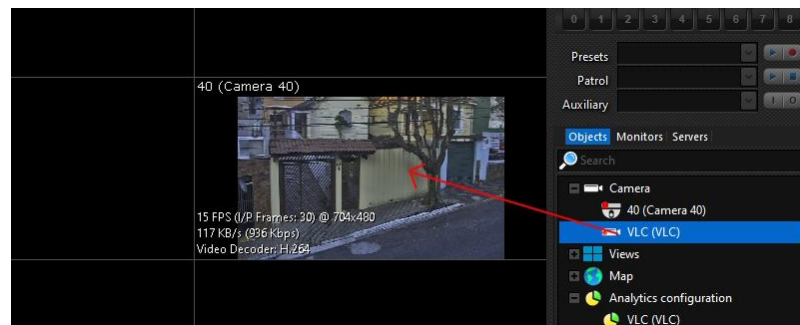 0 1 2 3 4 5 6 7 8
Presets
Patrol
Auxiliary
I O
Objects Monitors Servers
Search
40 (Camera 40)
15 FPS (I/P Frames: 30) @ 704x480
117 KB/s (936 Kbps)
Video Decoder: H.264
Camera
40 (Camera 40)
VLC (VLC)
Views
Map
Analytics configuration
VLC (VLC)